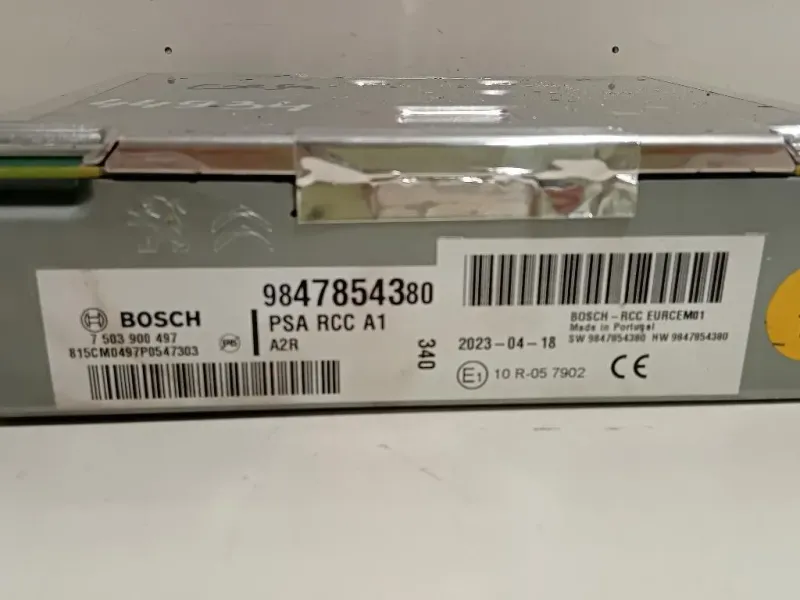 9847854380
BOSCH
PSA RCC A1
7 503 900 497
A2R
815CM0497P0547303
340
BOSCH-RCC EURCEM01
Made in Portugal
2023-04-18
SW 9847854380 HW 9847854380
E1 10 R-05 7902
CE